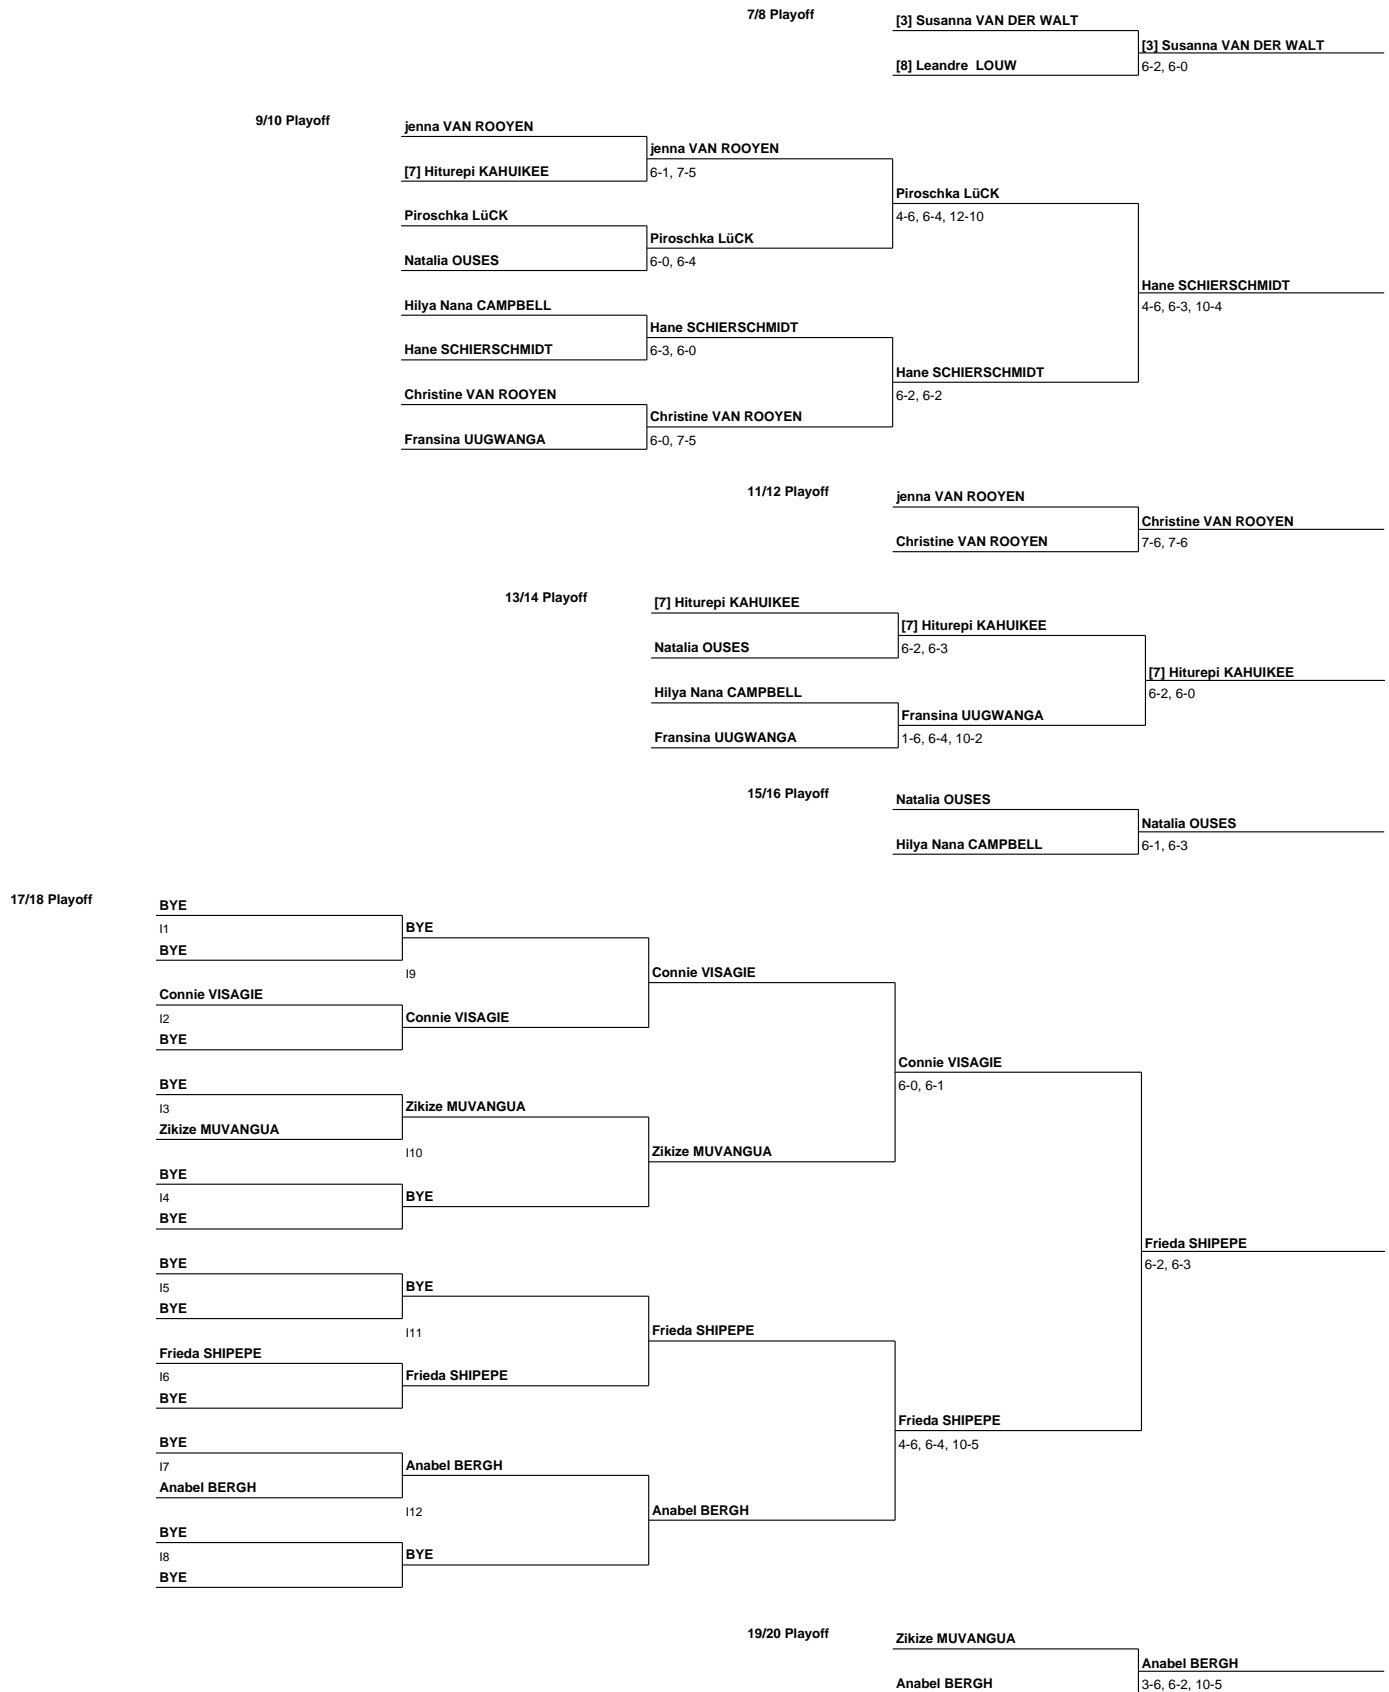 7/8 Playoff
[3] Susanna VAN DER WALT
[3] Susanna VAN DER WALT
[8] Leandre  LOUW
6-2, 6-0
9/10 Playoff
jenna VAN ROOYEN
jenna VAN ROOYEN
[7] Hiturepi KAHUIKEE
6-1, 7-5
Piroschka LüCK
4-6, 6-4, 12-10
Piroschka LüCK
Piroschka LüCK
Natalia OUSES
6-0, 6-4
Hane SCHIERSCHMIDT
4-6, 6-3, 10-4
Hilya Nana CAMPBELL
Hane SCHIERSCHMIDT
Hane SCHIERSCHMIDT
6-3, 6-0
Hane SCHIERSCHMIDT
6-2, 6-2
Christine VAN ROOYEN
Christine VAN ROOYEN
Fransina UUGWANGA
6-0, 7-5
11/12 Playoff
jenna VAN ROOYEN
Christine VAN ROOYEN
Christine VAN ROOYEN
7-6, 7-6
13/14 Playoff
[7] Hiturepi KAHUIKEE
[7] Hiturepi KAHUIKEE
Natalia OUSES
6-2, 6-3
[7] Hiturepi KAHUIKEE
6-2, 6-0
Hilya Nana CAMPBELL
Fransina UUGWANGA
Fransina UUGWANGA
1-6, 6-4, 10-2
15/16 Playoff
Natalia OUSES
Natalia OUSES
Hilya Nana CAMPBELL
6-1, 6-3
17/18 Playoff
BYE
I1
BYE
BYE
I9
Connie VISAGIE
Connie VISAGIE
I2
Connie VISAGIE
BYE
Connie VISAGIE
6-0, 6-1
BYE
I3
Zikize MUVANGUA
Zikize MUVANGUA
I10
Zikize MUVANGUA
BYE
I4
BYE
BYE
Frieda SHIPEPE
6-2, 6-3
BYE
I5
BYE
BYE
I11
Frieda SHIPEPE
Frieda SHIPEPE
I6
Frieda SHIPEPE
BYE
Frieda SHIPEPE
4-6, 6-4, 10-5
BYE
I7
Anabel BERGH
Anabel BERGH
I12
Anabel BERGH
BYE
I8
BYE
BYE
19/20 Playoff
Zikize MUVANGUA
Anabel BERGH
Anabel BERGH
3-6, 6-2, 10-5